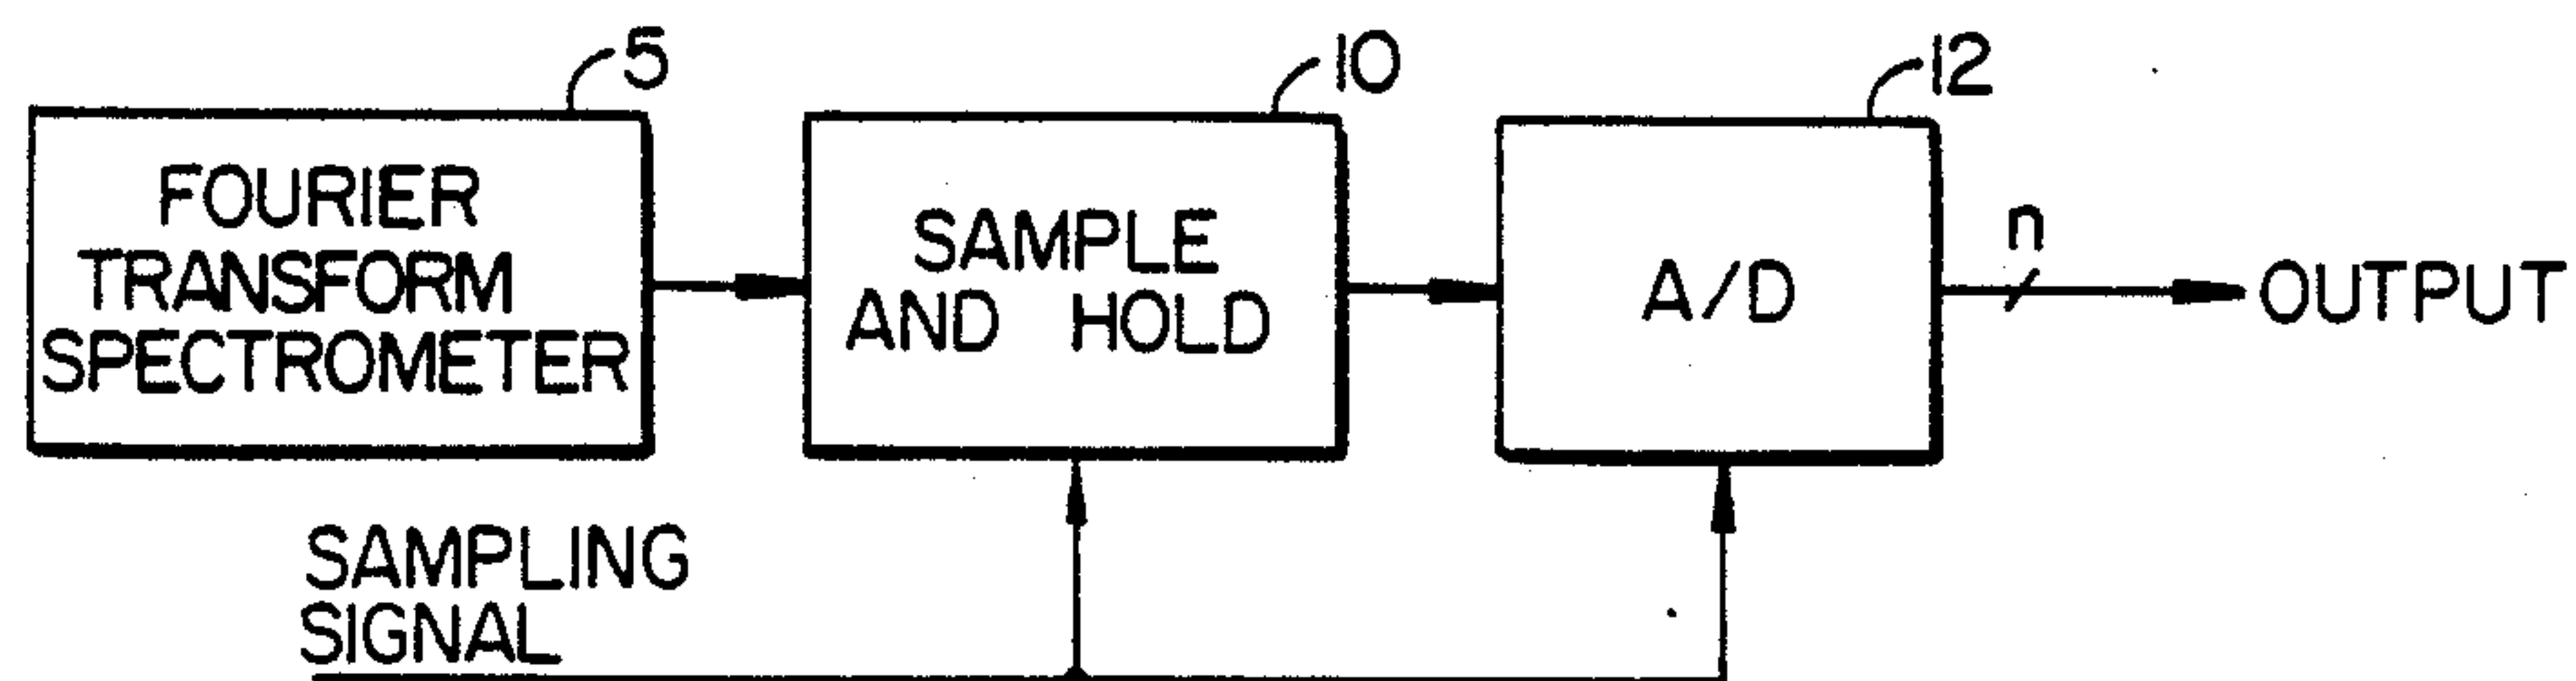 5
10
12
FOURIER
TRANSFORM
SPECTROMETER
SAMPLE
AND HOLD
A/D
n
OUTPUT
SAMPLING
SIGNAL